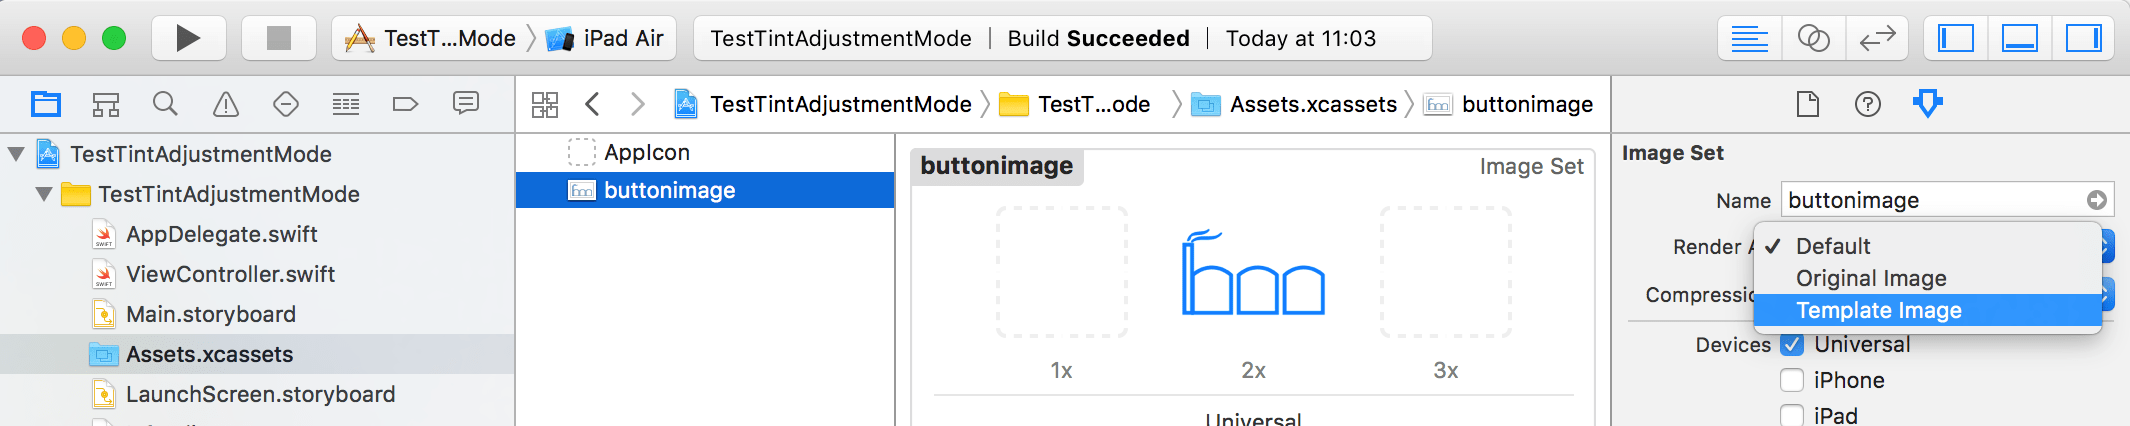 TestT...Mode iPad Air TestTintAdjustmentMode Build Succeeded Today at 11:03
TestTintAdjustmentMode TestT...ode Assets.xcassets buttonimage
TestTintAdjustmentMode
TestTintAdjustmentMode
AppDelegate.swift
ViewController.swift
Main.storyboard
Assets.xcassets
LaunchScreen.storyboard
AppIcon
buttonimage
buttonimage Image Set
1x 2x 3x
Universal
Image Set
Name buttonimage
Render A
Default
Original Image
Compressio
Template Image
Devices Universal
iPhone
iPad